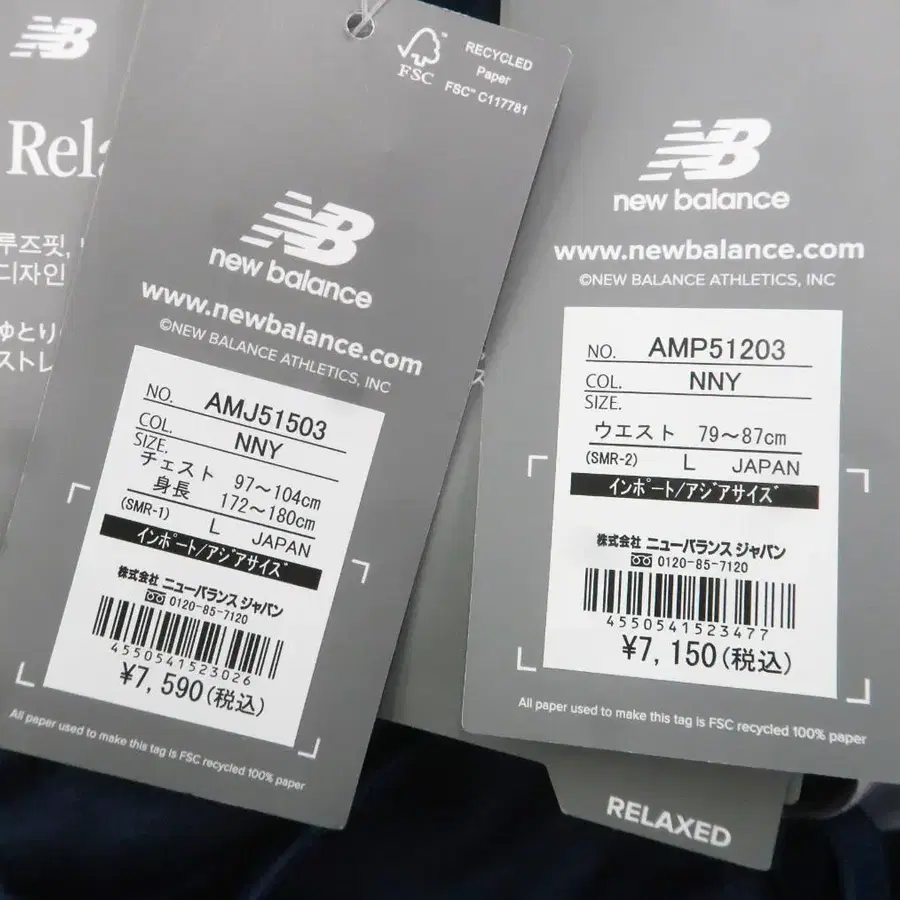 NB
Rela
루즈핏,
디자인
ゆとり
ストレ
FSC
RECYCLED
Paper
FSC™ C117781
NB
new balance
www.newbalance.com
©NEW BALANCE ATHLETICS, INC
NO. AMJ51503
COL. NNY
SIZE.
チェスト 97～104cm
身長 172～180cm
(SMR-1) L JAPAN
インポート/アジアサイズ
株式会社 ニューバランス ジャパン
0120-85-7120
4550541523026
¥7,590(税込)
All paper used to make this tag is FSC recycled 100% paper
NB
new balance
www.newbalance.com
©NEW BALANCE ATHLETICS, INC
NO. AMP51203
COL. NNY
SIZE.
ウエスト 79～87cm
(SMR-2) L JAPAN
インポート/アジアサイズ
株式会社 ニューバランス ジャパン
0120-85-7120
4550541523477
¥7,150(税込)
All paper used to make this tag is FSC recycled 100% paper
RELAXED